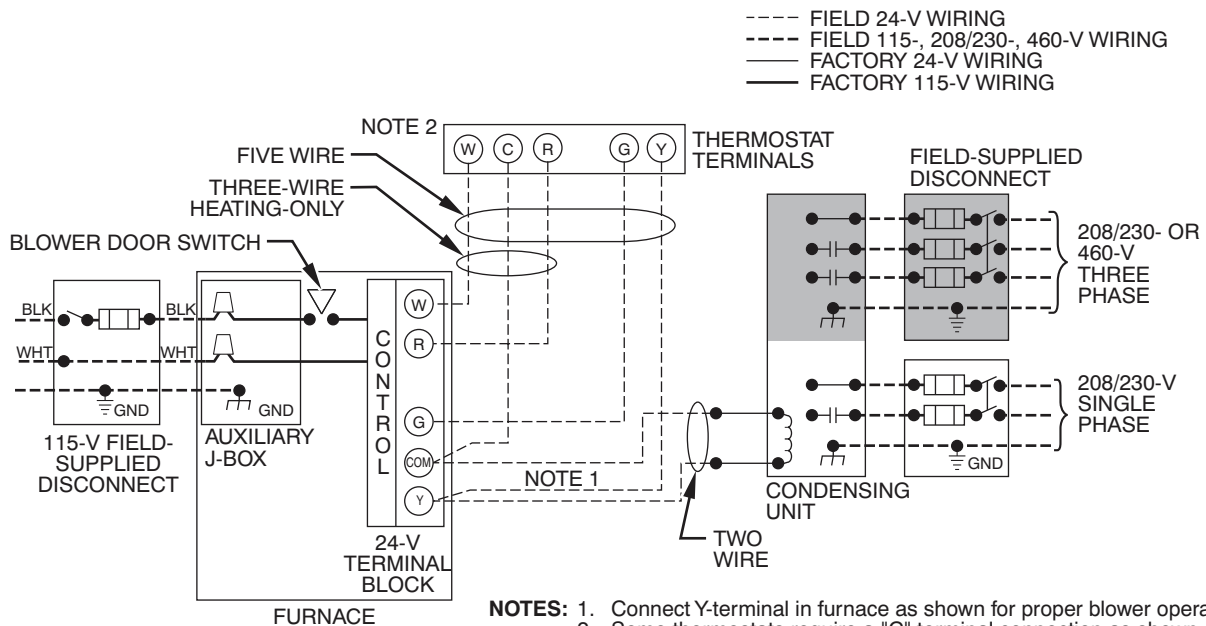 FIELD 24-V WIRING
FIELD 115-, 208/230-, 460-V WIRING
FACTORY 24-V WIRING
FACTORY 115-V WIRING
NOTE 2
W C R G Y
THERMOSTAT
TERMINALS
FIVE WIRE
THREE-WIRE
HEATING-ONLY
BLOWER DOOR SWITCH
FIELD-SUPPLIED
DISCONNECT
208/230- OR
460-V
THREE
PHASE
BLK
BLK
WHT
WHT
GND
GND
115-V FIELD-
SUPPLIED
DISCONNECT
AUXILIARY
J-BOX
CONTROL
W
R
G
COM
Y
NOTE 1
24-V
TERMINAL
BLOCK
FURNACE
TWO
WIRE
CONDENSING
UNIT
GND
208/230-V
SINGLE
PHASE
NOTES: 1. Connect Y-terminal in furnace as shown for proper blower opera